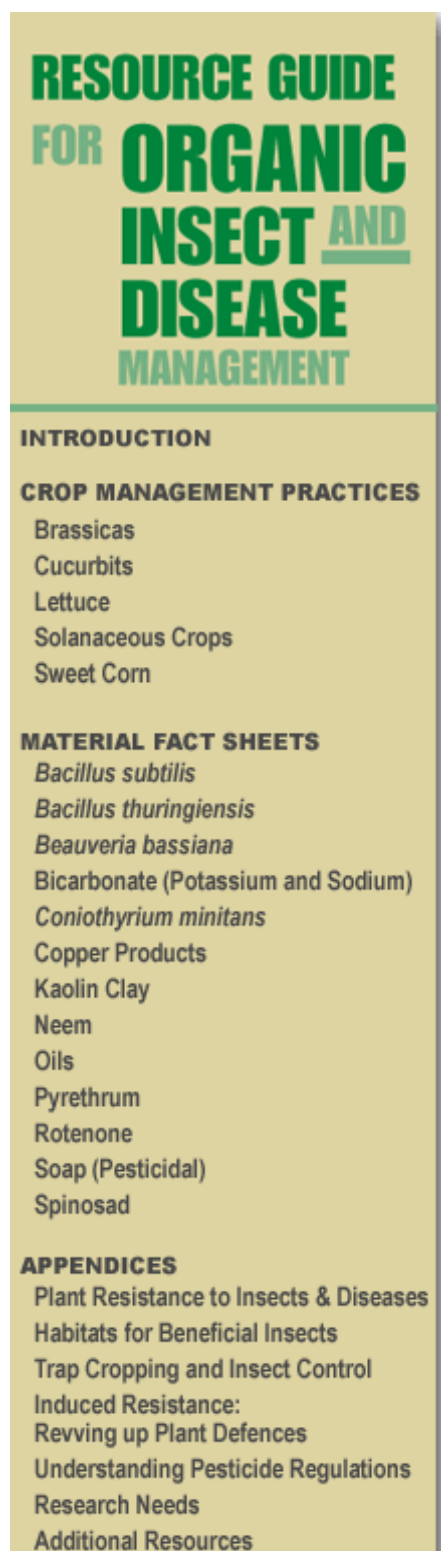 RESOURCE GUIDE
FOR ORGANIC
INSECT AND
DISEASE
MANAGEMENT
INTRODUCTION
CROP MANAGEMENT PRACTICES
Brassicas
Cucurbits
Lettuce
Solanaceous Crops
Sweet Corn
MATERIAL FACT SHEETS
Bacillus subtilis
Bacillus thuringiensis
Beauveria bassiana
Bicarbonate (Potassium and Sodium)
Coniothyrium minitans
Copper Products
Kaolin Clay
Neem
Oils
Pyrethrum
Rotenone
Soap (Pesticidal)
Spinosad
APPENDICES
Plant Resistance to Insects & Diseases
Habitats for Beneficial Insects
Trap Cropping and Insect Control
Induced Resistance:
Revving up Plant Defences
Understanding Pesticide Regulations
Research Needs
Additional Resources